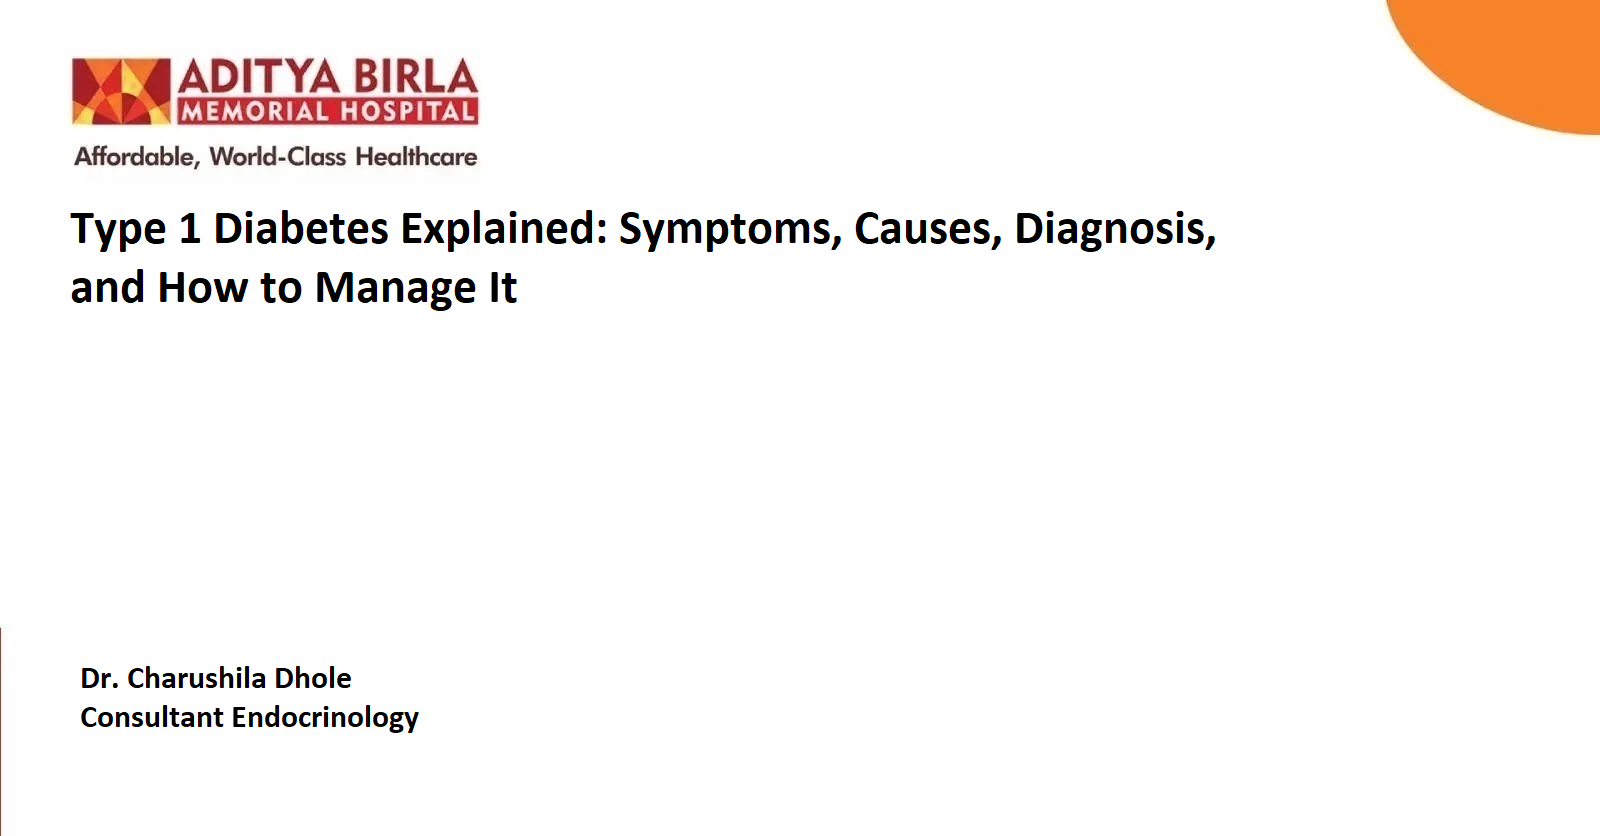 ADITYA BIRLA
MEMORIAL HOSPITAL
Affordable, World-Class Healthcare
Type 1 Diabetes Explained: Symptoms, Causes, Diagnosis,
and How to Manage It
Dr. Charushila Dhole
Consultant Endocrinology